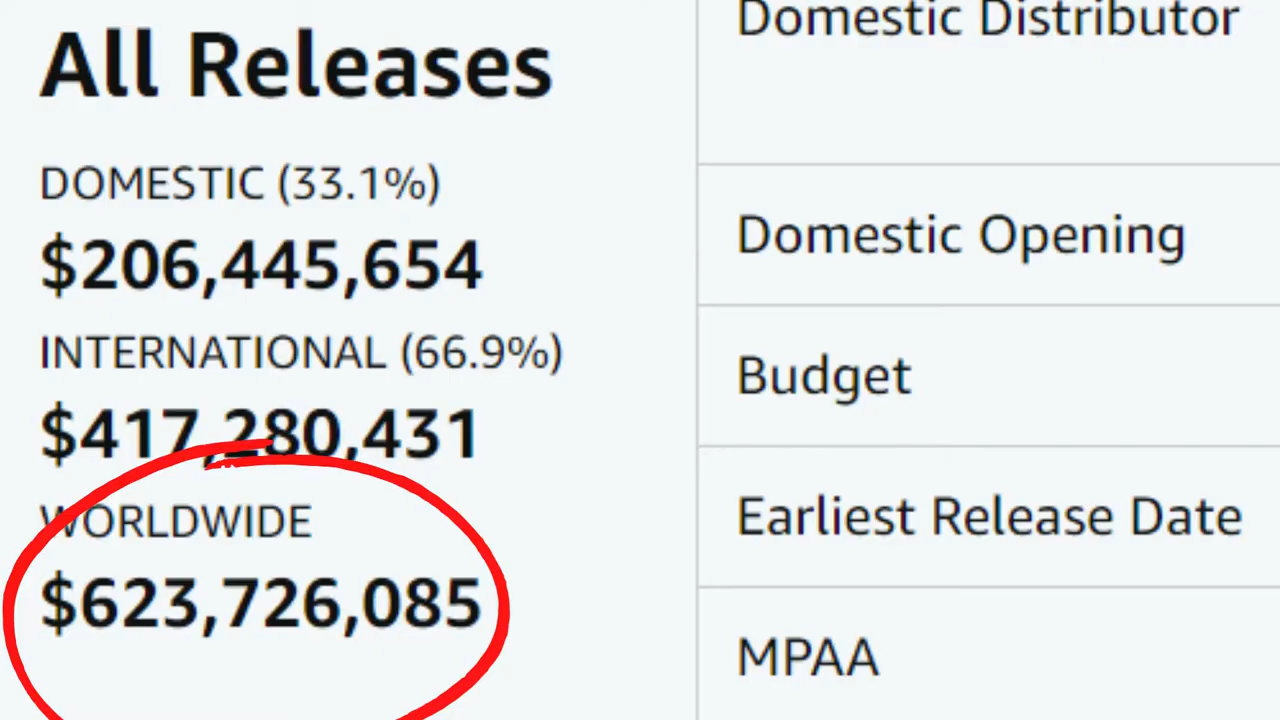 All Releases
DOMESTIC (33.1%)
$206,445,654
INTERNATIONAL (66.9%)
$417,280,431
WORLDWIDE
$623,726,085
Domestic Distributor
Domestic Opening
Budget
Earliest Release Date
MPAA